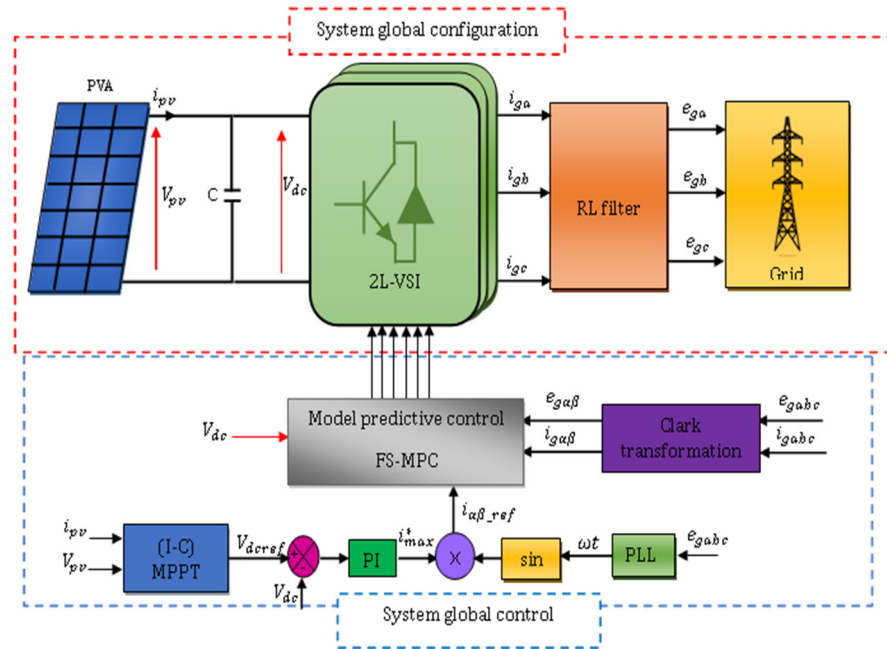 System global configuration
PVA
i_pv
V_pv
C
V_dc
2L-VSI
i_ga
i_gb
i_gc
RL filter
e_ga
e_gb
e_gc
Grid
V_dc
Model predictive control
FS-MPC
e_gαβ
i_gαβ
Clark
transformation
e_gabc
i_gabc
i_αβ_ref
i_pv
V_pv
(I-C)
MPPT
V_dcref
+
-
V_dc
PI
i*_max
X
sin
ωt
PLL
e_gabc
System global control